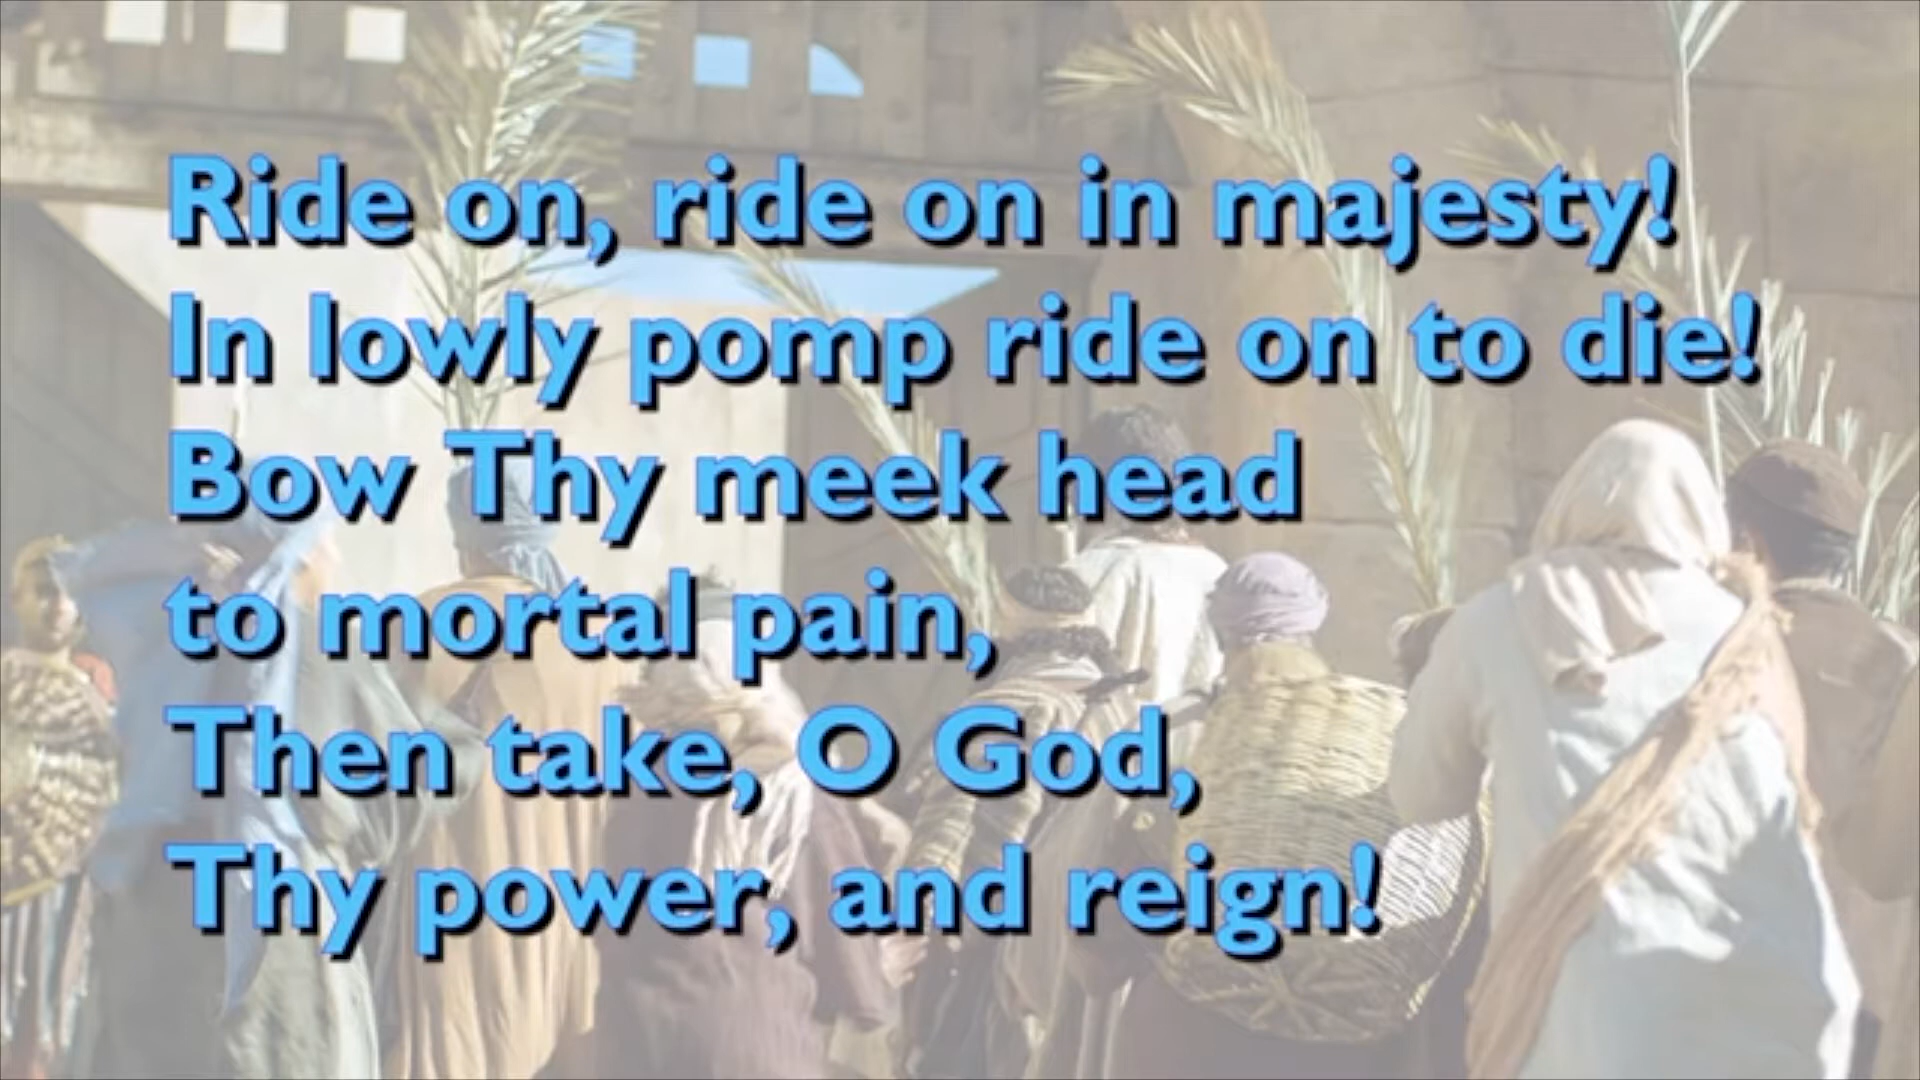 Ride on, ride on in majesty!
In lowly pomp ride on to die!
Bow Thy meek head
to mortal pain,
Then take, O God,
Thy power, and reign!